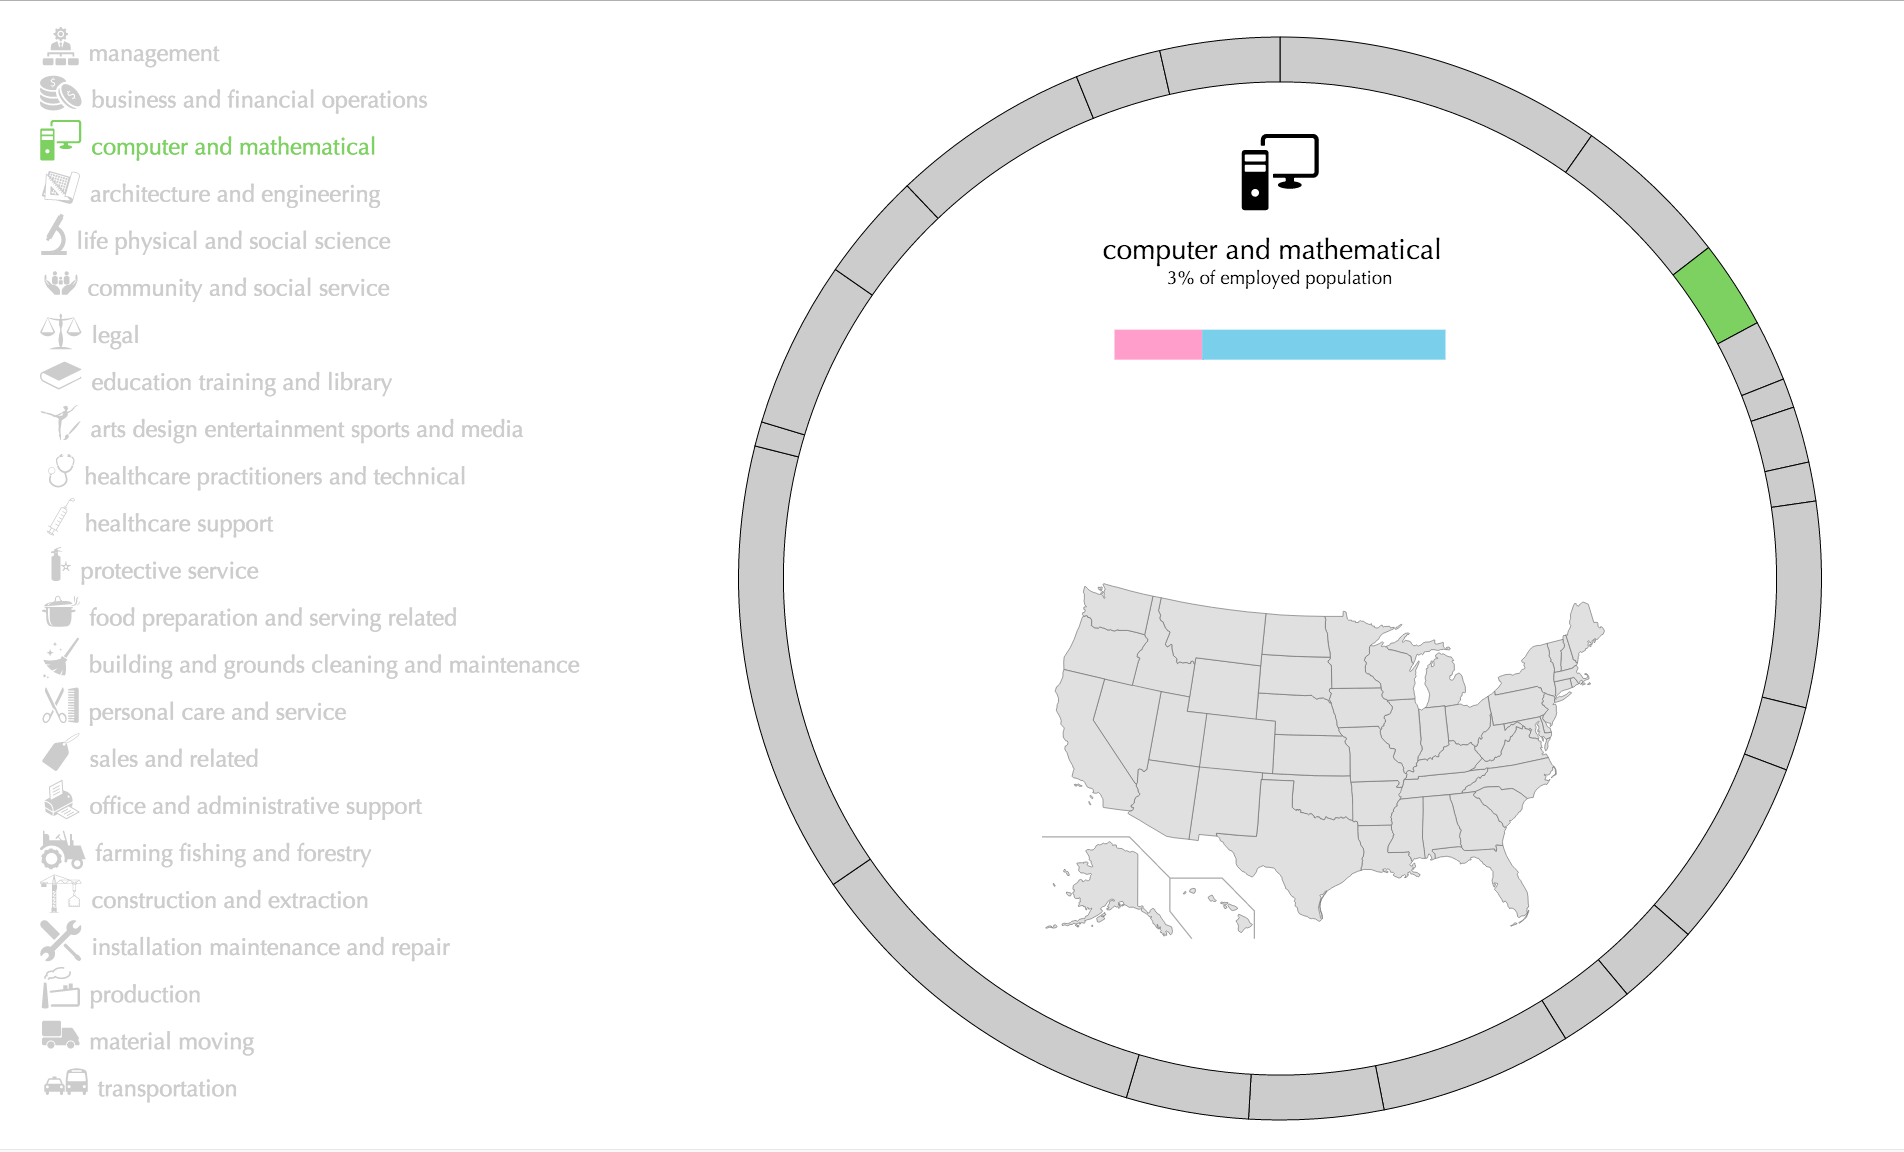 management
business and financial operations
computer and mathematical
architecture and engineering
life physical and social science
community and social service
legal
education training and library
arts design entertainment sports and media
healthcare practitioners and technical
healthcare support
protective service
food preparation and serving related
building and grounds cleaning and maintenance
personal care and service
sales and related
office and administrative support
farming fishing and forestry
construction and extraction
installation maintenance and repair
production
material moving
transportation
computer and mathematical
3% of employed population